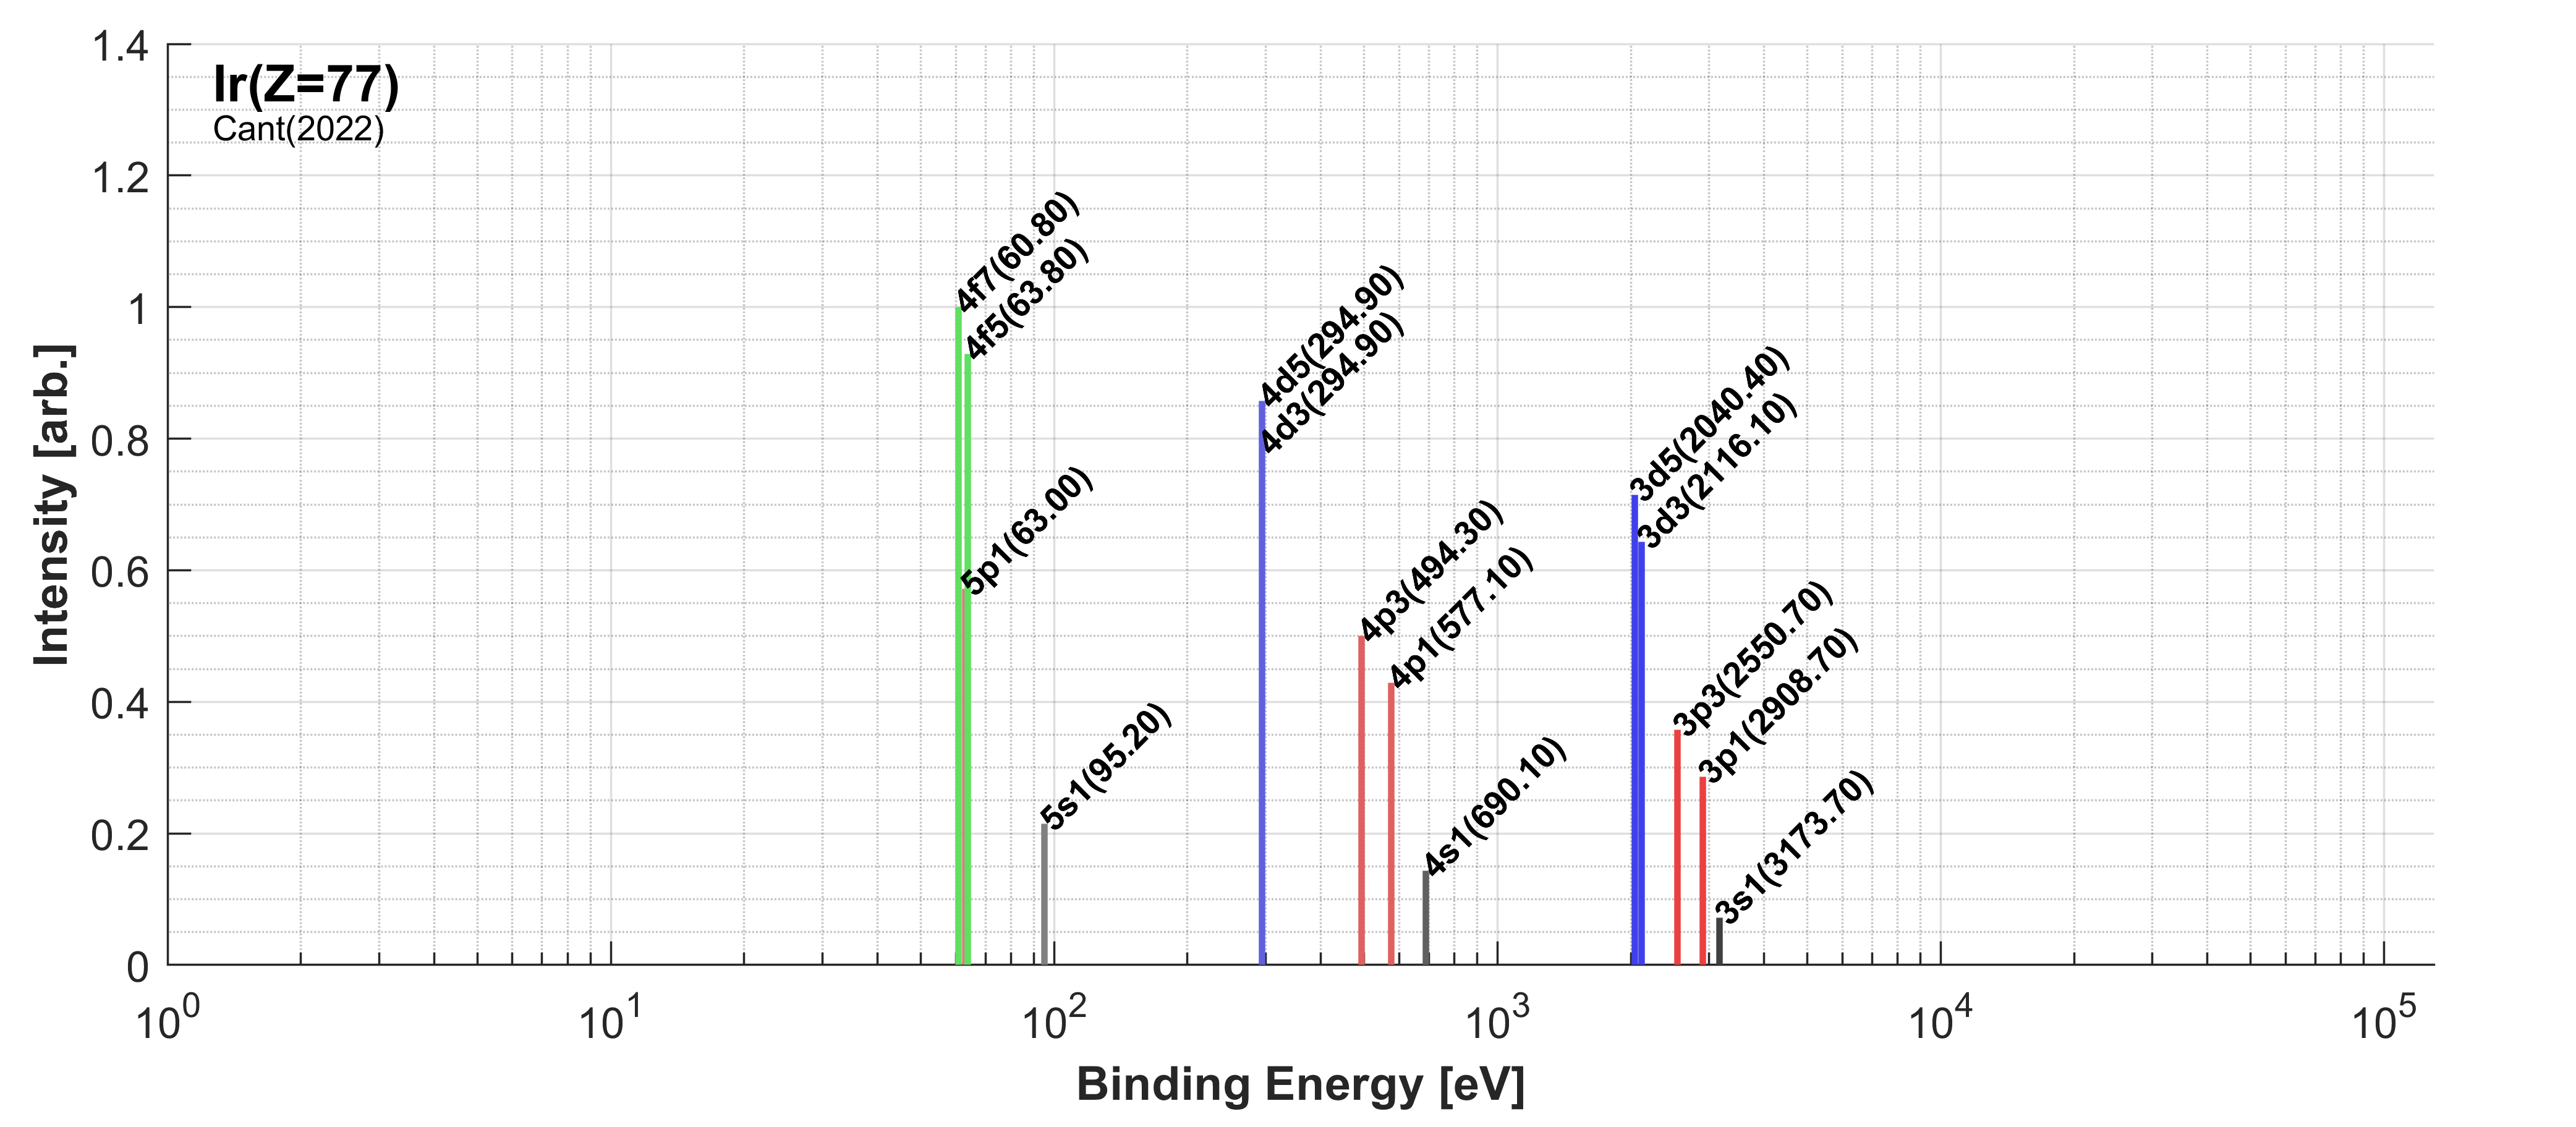 Ir(Z=77)
Cant(2022)
Intensity [arb.]
1.4
1.2
1
0.8
0.6
0.4
0.2
0
4f7(60.80)
4f5(63.80)
5p1(63.00)
5s1(95.20)
4d5(294.90)
4d3(294.90)
4p3(494.30)
4p1(577.10)
4s1(690.10)
3d5(2040.40)
3d3(2116.10)
3p3(2550.70)
3p1(2908.70)
3s1(3173.70)
10^0
10^1
10^2
10^3
10^4
10^5
Binding Energy [eV]